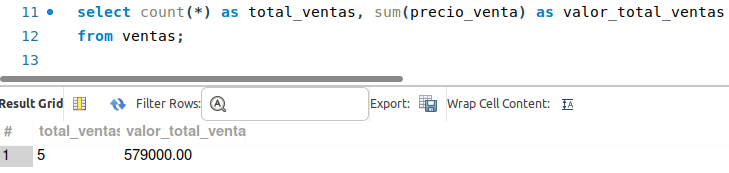 11 select count(*) as total_ventas, sum(precio_venta) as valor_total_ventas
12 from ventas;
13
Result Grid Filter Rows: Export: Wrap Cell Content:
# total_ventas valor_total_venta
1 5 579000.00